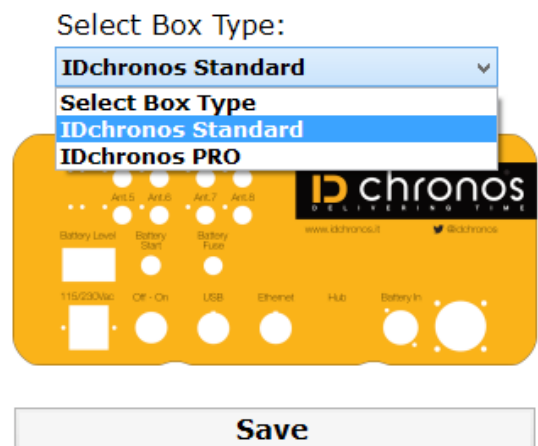 Select Box Type:
IDchronos Standard
Select Box Type
IDchronos Standard
IDchronos PRO
Ant.5 Ant.6 Ant.7 Ant.8
ID chronos
DELIVERING TIME
www.idchronos.it @idchronos
Battery Level Battery Start Battery Fuse
115/230Vac Off - On USB Ethernet Hub Battery In
Save